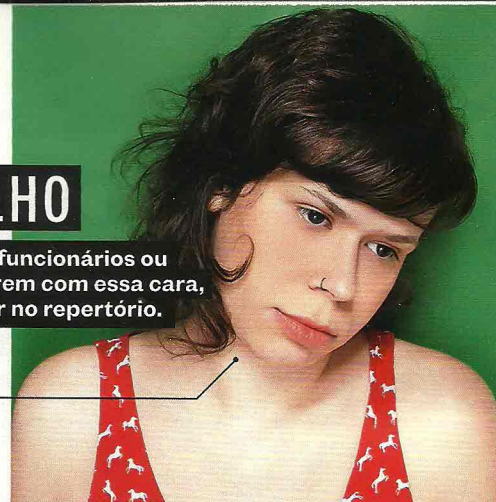 LHO
funcionários ou
rem com essa cara,
r no repertório.